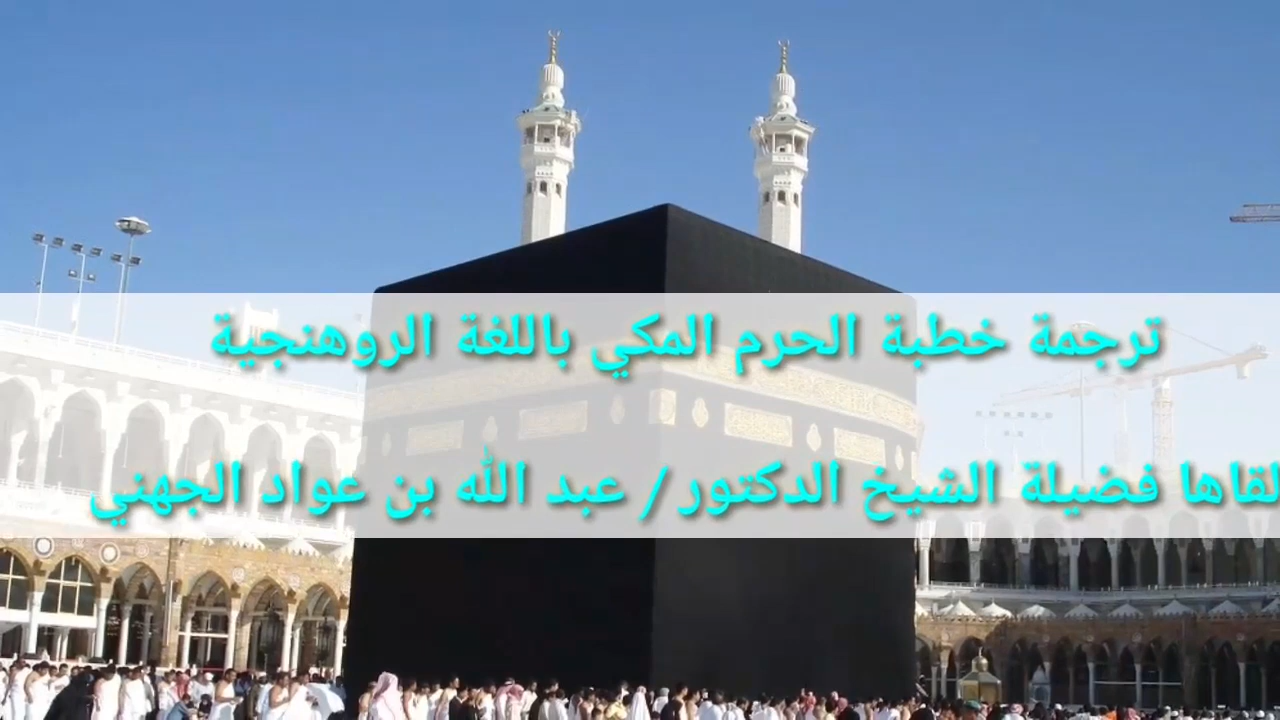 ترجمة خطبة الحرم المكي باللغة الروهنجية
لقاها فضيلة الشيخ الدكتور / عبد الله بن عواد الجهني